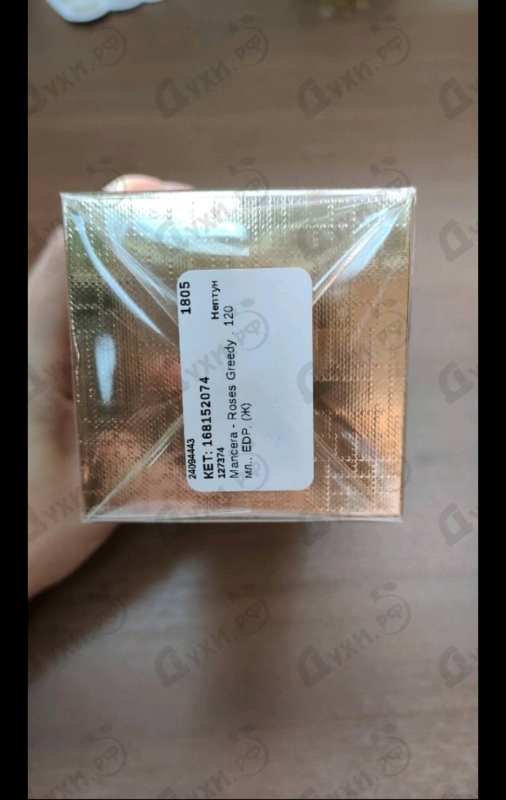 24094443 1805
КЕТ: 168152074
127374 Нептун
Mancera - Roses Greedy , 120
мл., EDP, (Ж)
Духи.РФ